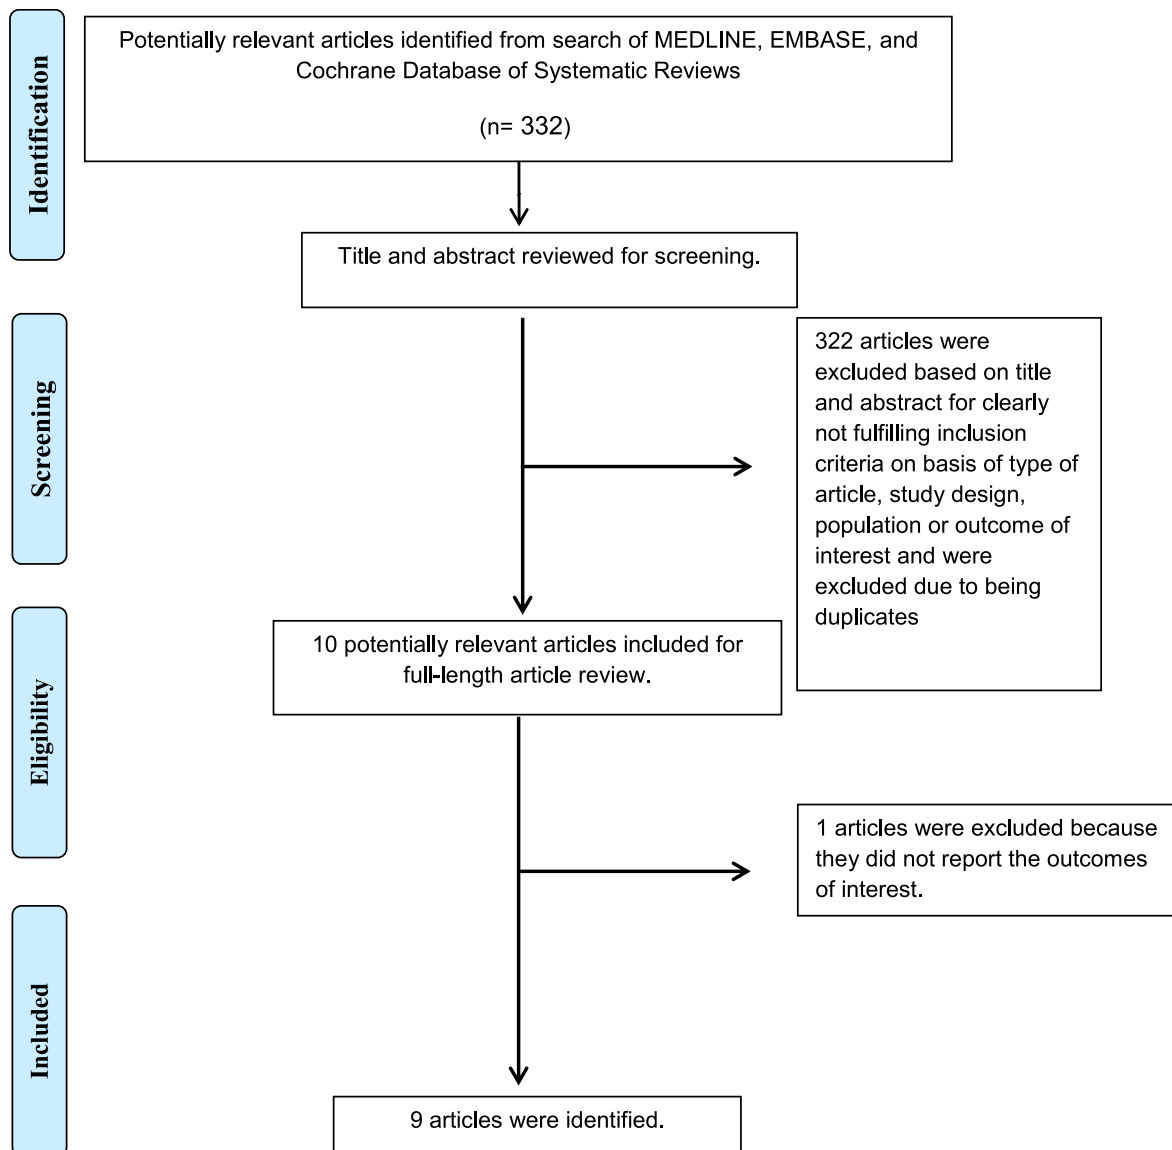 Identification
Potentially relevant articles identified from search of MEDLINE, EMBASE, and
Cochrane Database of Systematic Reviews
(n= 332)
Title and abstract reviewed for screening.
Screening
322 articles were
excluded based on title
and abstract for clearly
not fulfilling inclusion
criteria on basis of type of
article, study design,
population or outcome of
interest and were
excluded due to being
duplicates
Eligibility
10 potentially relevant articles included for
full-length article review.
1 articles were excluded because
they did not report the outcomes
of interest.
Included
9 articles were identified.